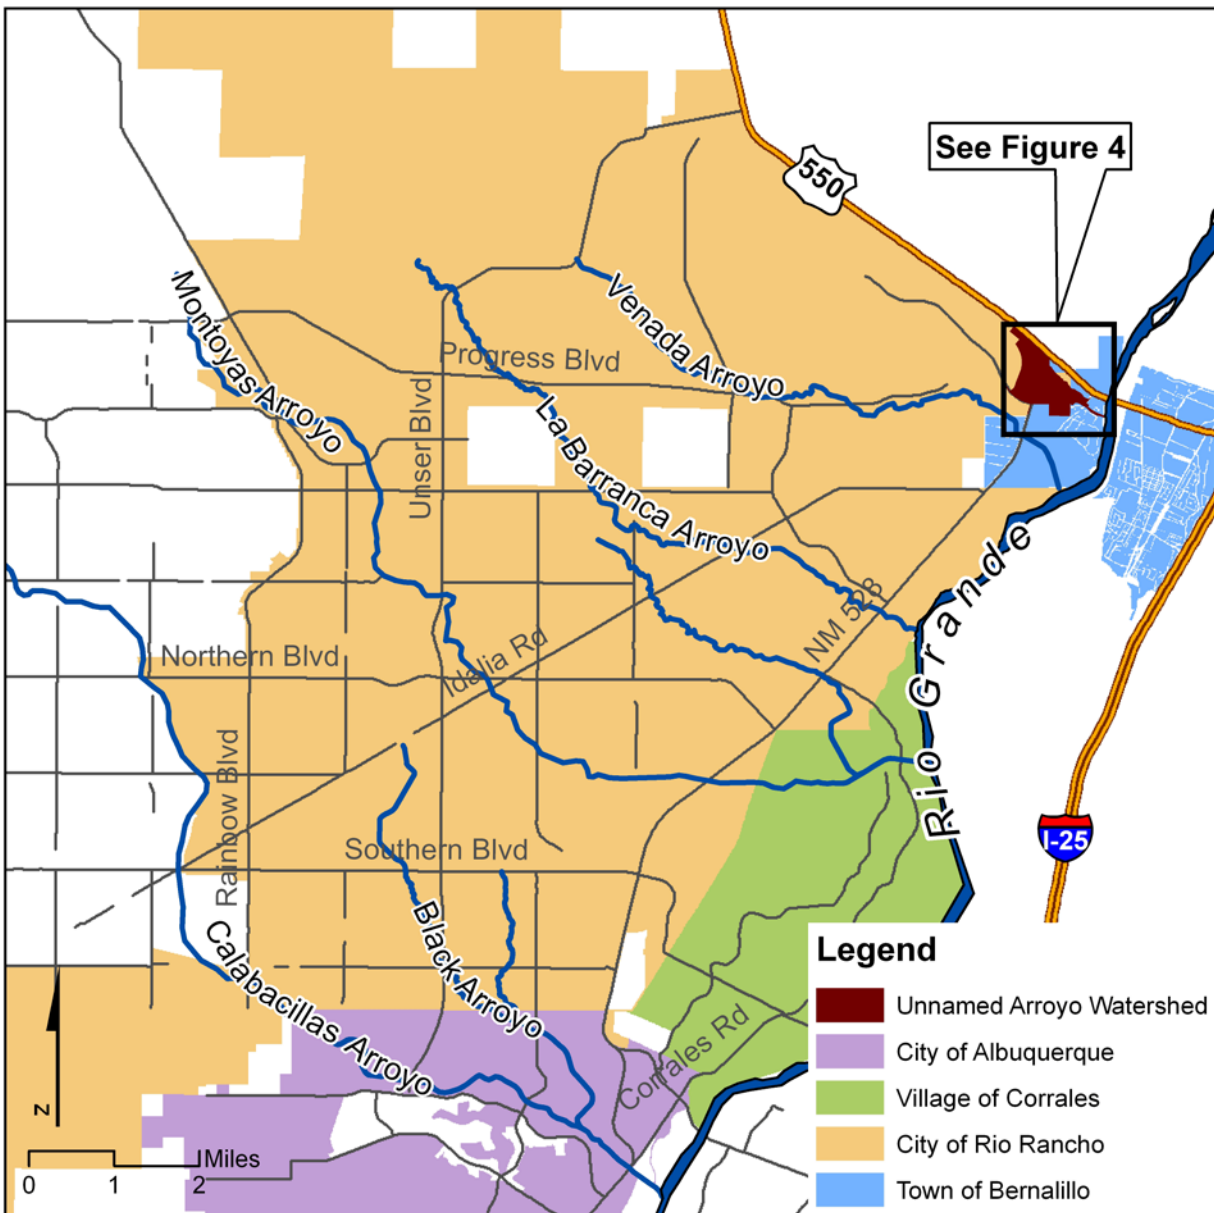 550
See Figure 4
Venada Arroyo
Montoyas Arroyo
Progress Blvd
Unser Blvd
La Barranca Arroyo
Rio Grande
NM 528
Northern Blvd
Idalia Rd
Rainbow Blvd
Southern Blvd
I-25
Black Arroyo
Calabacillas Arroyo
Corrales Rd
Legend
Unnamed Arroyo Watershed
City of Albuquerque
Village of Corrales
City of Rio Rancho
Town of Bernalillo
N
Miles
0 1 2